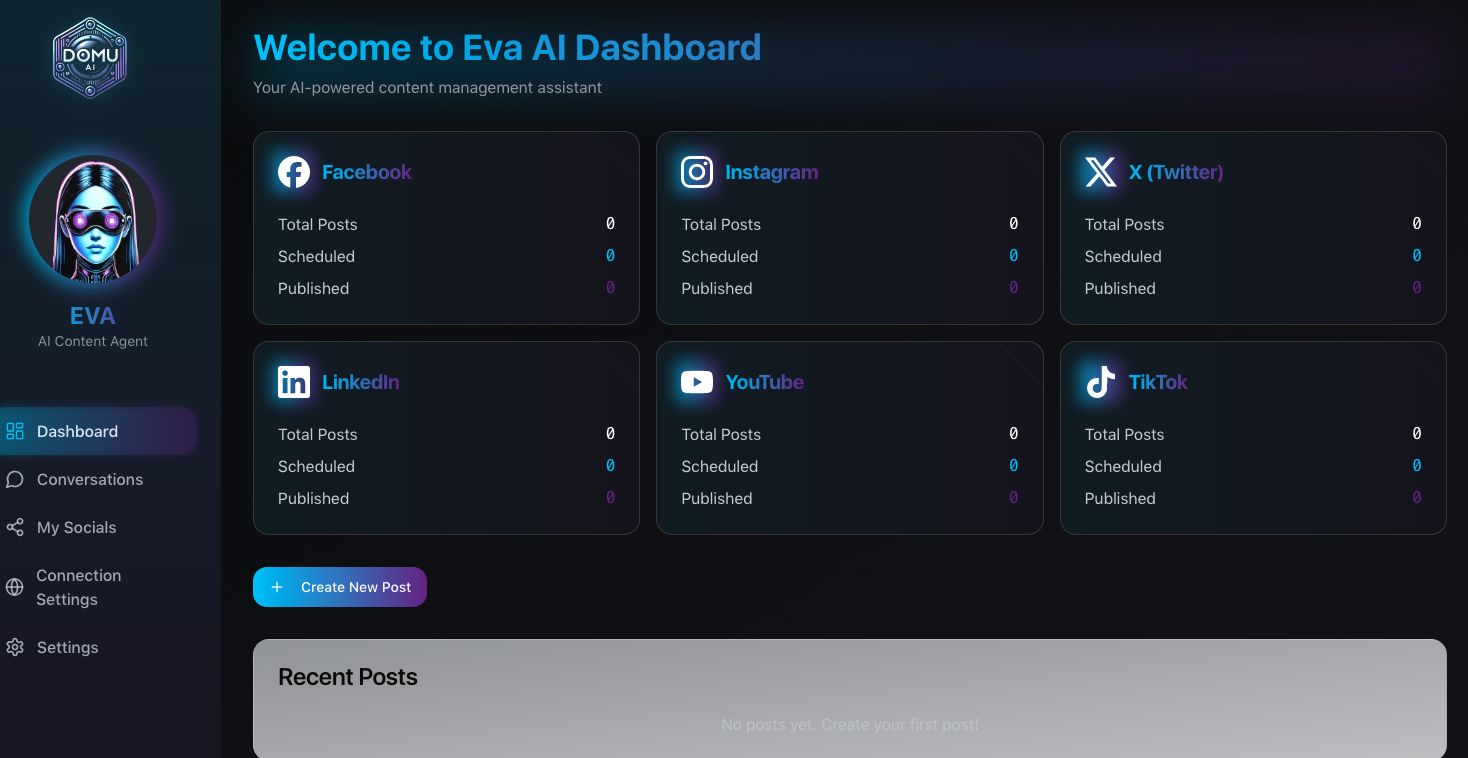 DOMU
AI
EVA
AI Content Agent
Dashboard
Conversations
My Socials
Connection
Settings
Settings
Welcome to Eva AI Dashboard
Your AI-powered content management assistant
Facebook
Total Posts 0
Scheduled 0
Published 0
Instagram
Total Posts 0
Scheduled 0
Published 0
X (Twitter)
Total Posts 0
Scheduled 0
Published 0
LinkedIn
Total Posts 0
Scheduled 0
Published 0
YouTube
Total Posts 0
Scheduled 0
Published 0
TikTok
Total Posts 0
Scheduled 0
Published 0
+ Create New Post
Recent Posts
No posts yet. Create your first post!